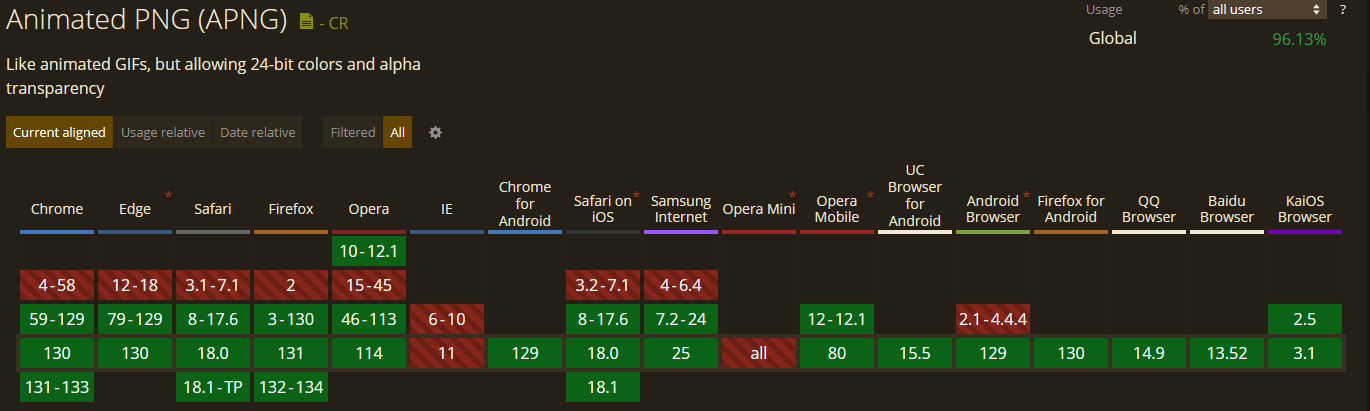 Animated PNG (APNG) - CR
Usage % of all users ?
Global 96.13%
Like animated GIFs, but allowing 24-bit colors and alpha
transparency
Current aligned Usage relative Date relative Filtered All
Chrome
Edge *
Safari
Firefox
Opera
IE
Chrome
for
Android
Safari on *
iOS
Samsung
Internet
Opera Mini *
Opera *
Mobile
UC
Browser
for
Android
Android *
Browser
Firefox for
Android
QQ
Browser
Baidu
Browser
KaiOS
Browser
10-12.1
4-58 12-18 3.1-7.1 2 15-45 3.2-7.1 4-6.4
59-129 79-129 8-17.6 3-130 46-113 6-10 8-17.6 7.2-24 12-12.1 2.1-4.4.4 2.5
130 130 18.0 131 114 11 129 18.0 25 all 80 15.5 129 130 14.9 13.52 3.1
131-133 18.1-TP 132-134 18.1